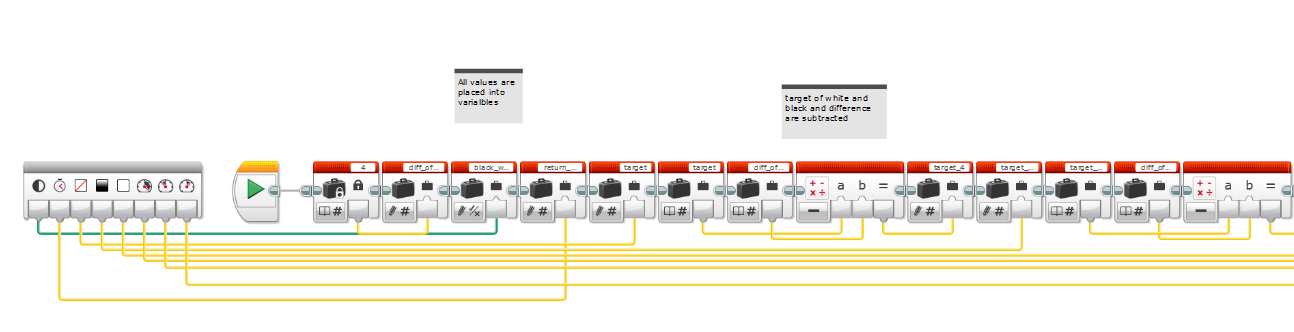 All values are
placed into
varialbles
target of white and
black and difference
are subtracted
4
diff_of...
black_w...
return_...
target
target
diff_of...
target_4
target_...
target_...
diff_of...
a b =
a b =